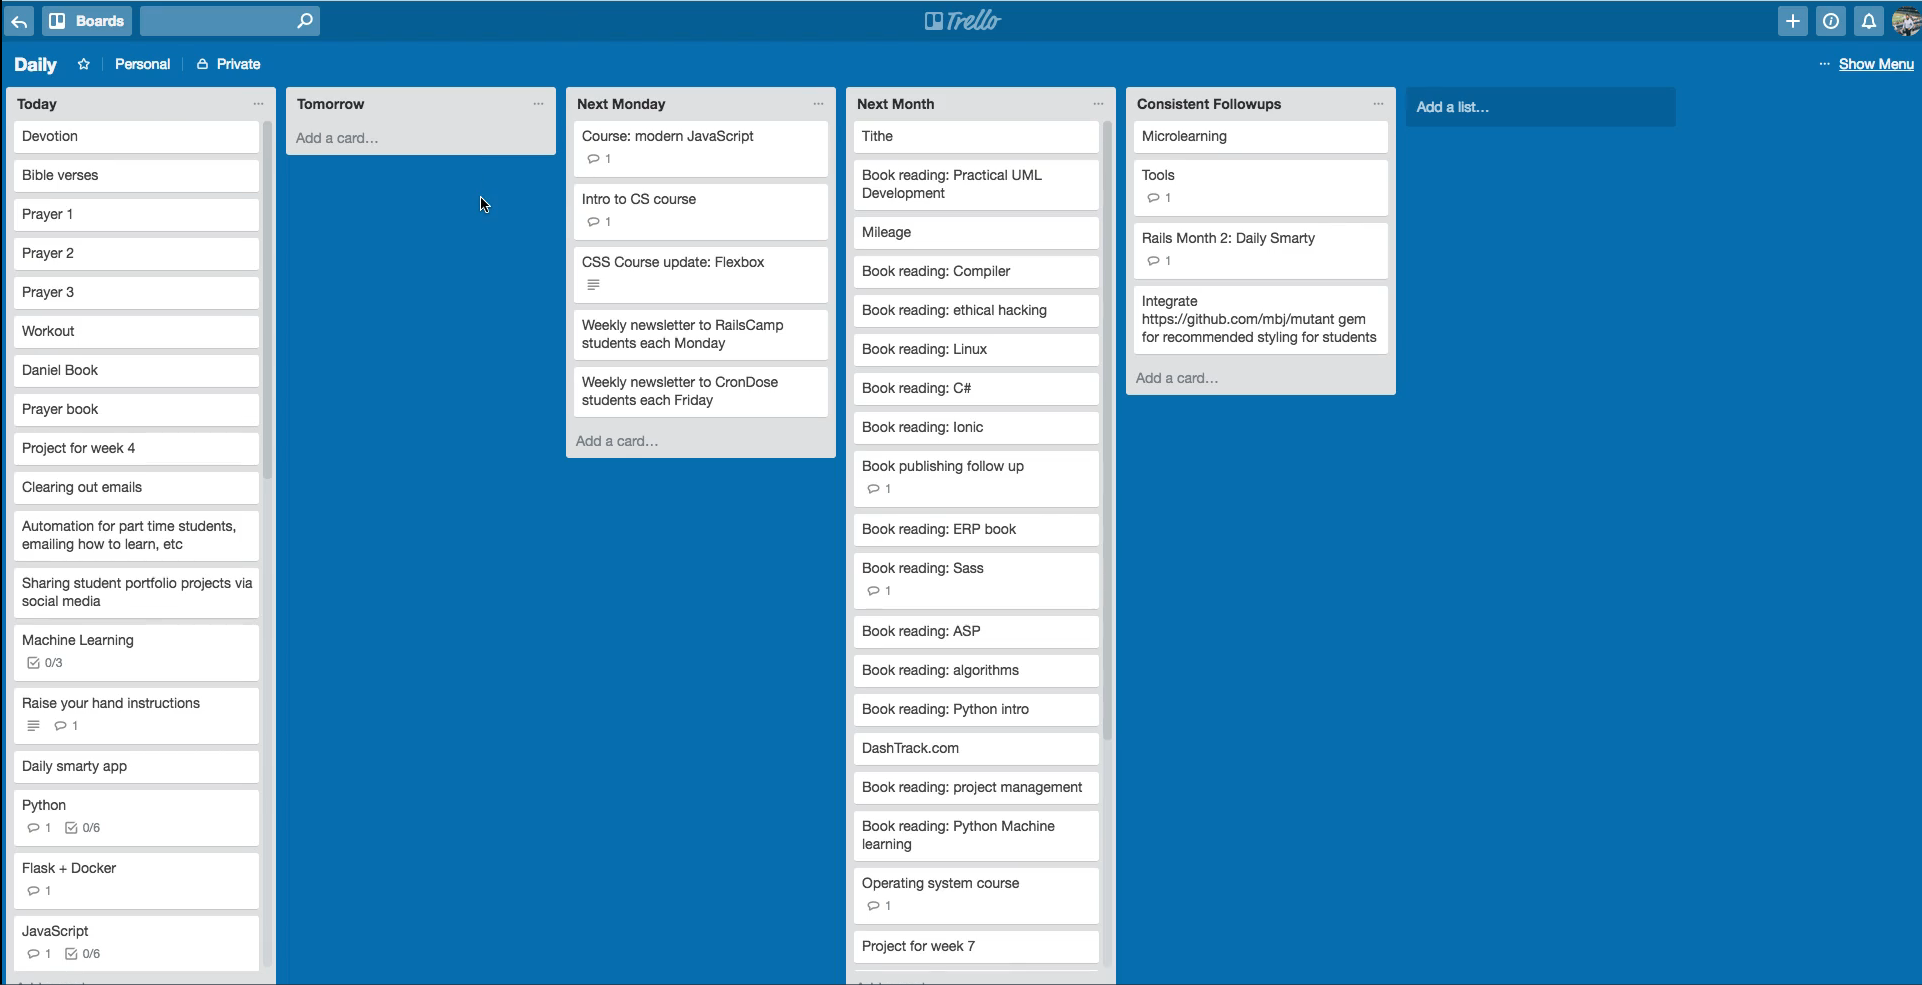 Boards
Trello
Daily
Personal
Private
... Show Menu
Today ...
Devotion
Bible verses
Prayer 1
Prayer 2
Prayer 3
Workout
Daniel Book
Prayer book
Project for week 4
Clearing out emails
Automation for part time students,
emailing how to learn, etc
Sharing student portfolio projects via
social media
Machine Learning
0/3
Raise your hand instructions
1
Daily smarty app
Python
1 0/6
Flask + Docker
1
JavaScript
1 0/6
Tomorrow ...
Add a card...
Next Monday ...
Course: modern JavaScript
1
Intro to CS course
1
CSS Course update: Flexbox
Weekly newsletter to RailsCamp
students each Monday
Weekly newsletter to CronDose
students each Friday
Add a card...
Next Month ...
Tithe
Book reading: Practical UML
Development
Mileage
Book reading: Compiler
Book reading: ethical hacking
Book reading: Linux
Book reading: C#
Book reading: Ionic
Book publishing follow up
1
Book reading: ERP book
Book reading: Sass
1
Book reading: ASP
Book reading: algorithms
Book reading: Python intro
DashTrack.com
Book reading: project management
Book reading: Python Machine
learning
Operating system course
1
Project for week 7
Consistent Followups ...
Microlearning
Tools
1
Rails Month 2: Daily Smarty
1
Integrate
https://github.com/mbj/mutant gem
for recommended styling for students
Add a card...
Add a list...